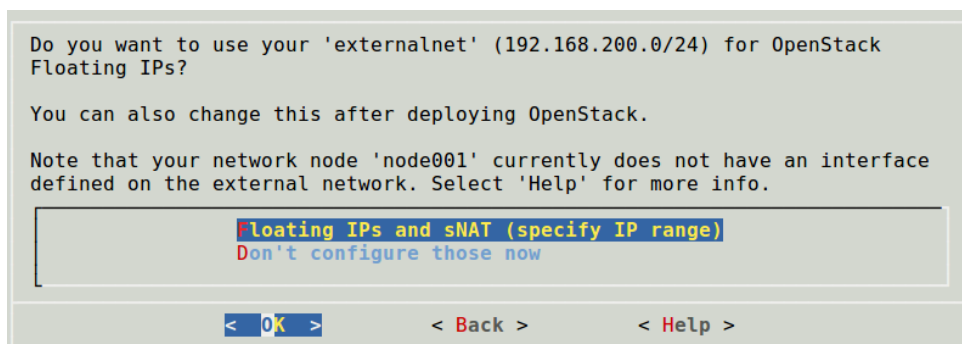 Do you want to use your 'externalnet' (192.168.200.0/24) for OpenStack
Floating IPs?
You can also change this after deploying OpenStack.
Note that your network node 'node001' currently does not have an interface
defined on the external network. Select 'Help' for more info.
Floating IPs and sNAT (specify IP range)
Don't configure those now
< OK > < Back > < Help >